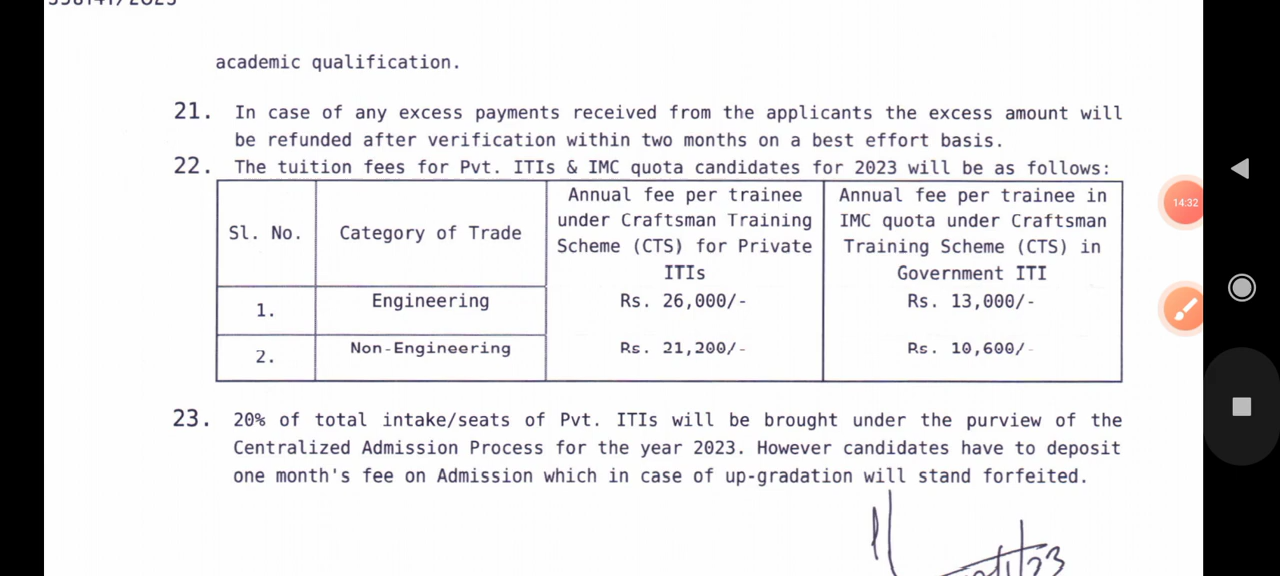 academic qualification.
21. In case of any excess payments received from the applicants the excess amount will
be refunded after verification within two months on a best effort basis.
22. The tuition fees for Pvt. ITIs & IMC quota candidates for 2023 will be as follows:
Sl. No. Category of Trade Annual fee per trainee under Craftsman Training Scheme (CTS) for Private ITIs Annual fee per trainee in IMC quota under Craftsman Training Scheme (CTS) in Government ITI
1. Engineering Rs. 26,000/- Rs. 13,000/-
2. Non-Engineering Rs. 21,200/- Rs. 10,600/-
23. 20% of total intake/seats of Pvt. ITIs will be brought under the purview of the
Centralized Admission Process for the year 2023. However candidates have to deposit
one month's fee on Admission which in case of up-gradation will stand forfeited.
14:32